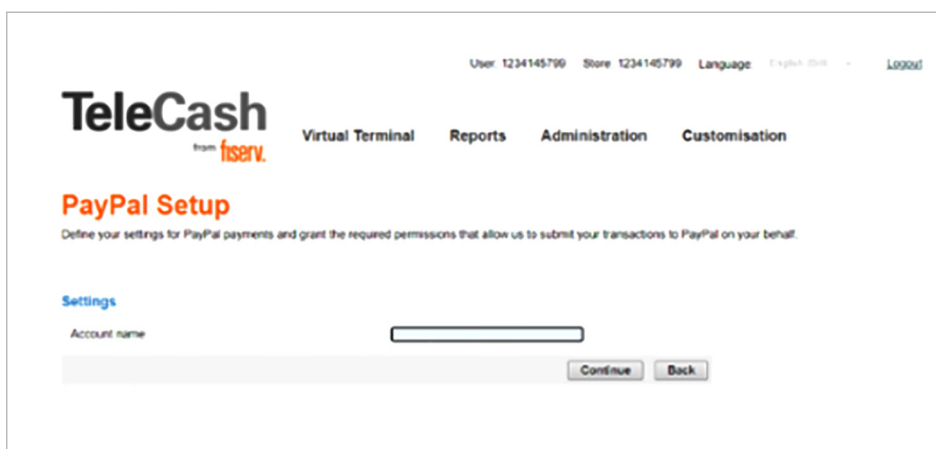 User 1234145799 Store 1234145799 Language Logout
TeleCash
from fiserv.
Virtual Terminal Reports Administration Customisation
PayPal Setup
Define your settings for PayPal payments and grant the required permissions that allow us to submit your transactions to PayPal on your behalf.
Settings
Account name
Continue Back